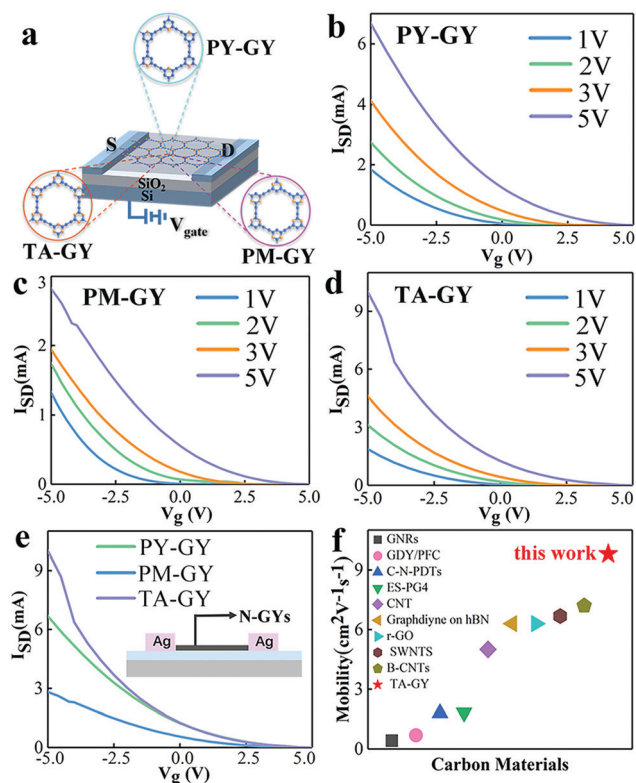 a
PY-GY
S
D
SiO2
Si
Vgate
TA-GY
PM-GY
b
PY-GY
1V
2V
3V
5V
ISD(mA)
6
4
2
0
-5.0
-2.5
0.0
2.5
5.0
Vg (V)
c
PM-GY
1V
2V
3V
5V
ISD(mA)
3
2
1
0
-5.0
-2.5
0.0
2.5
5.0
Vg (V)
d
TA-GY
1V
2V
3V
5V
ISD(mA)
9
6
3
0
-5.0
-2.5
0.0
2.5
5.0
Vg (V)
e
PY-GY
PM-GY
TA-GY
N-GYs
Ag
Ag
ISD(mA)
9
6
3
0
-5.0
-2.5
0.0
2.5
5.0
Vg (V)
f
GNRs
GDY/PFC
C-N-PDTs
ES-PG4
CNT
Graphdiyne on hBN
r-GO
SWNTS
B-CNTs
TA-GY
this work
Mobility(cm2V-1s-1)
9
6
3
0
Carbon Materials